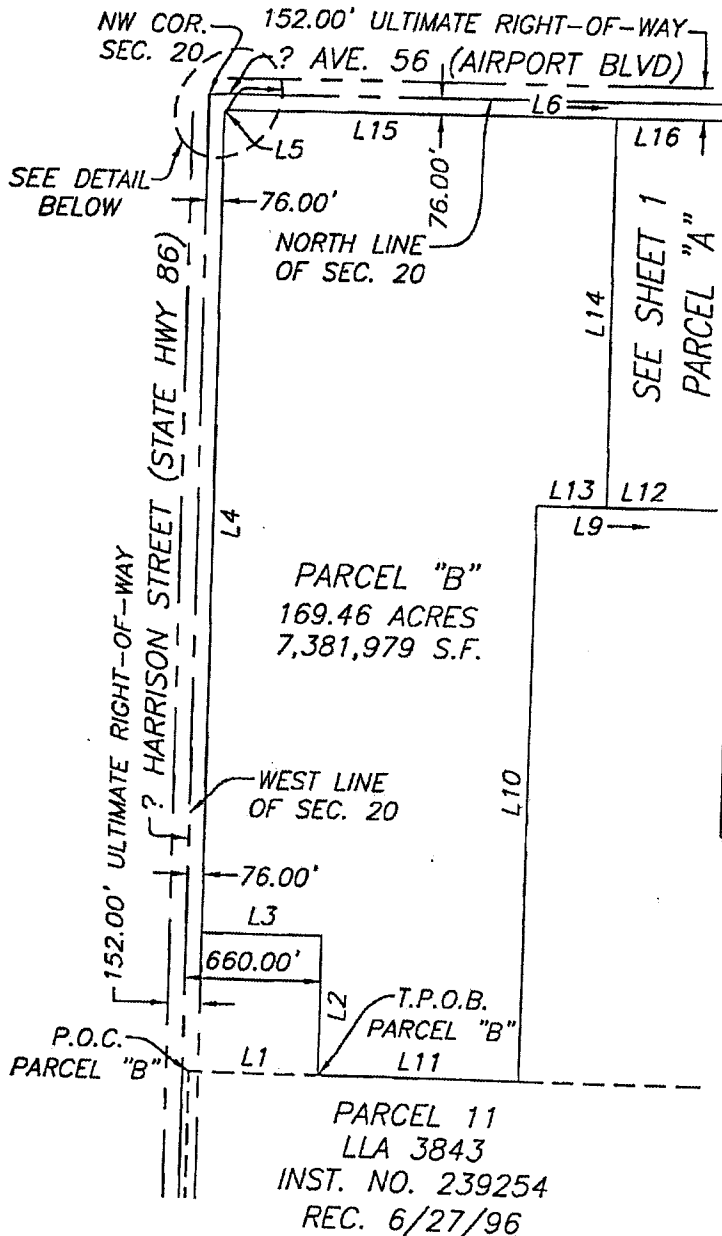 NW COR.
SEC. 20
152.00' ULTIMATE RIGHT-OF-WAY
? AVE. 56 (AIRPORT BLVD)
L6
L15
L16
L5
SEE DETAIL
BELOW
76.00'
76.00'
NORTH LINE
OF SEC. 20
SEE SHEET 1
PARCEL "A"
L14
? HARRISON STREET (STATE HWY 86)
L4
L13
L12
L9
PARCEL "B"
169.46 ACRES
7,381,979 S.F.
152.00' ULTIMATE RIGHT-OF-WAY
WEST LINE
OF SEC. 20
L10
76.00'
L3
660.00'
L2
T.P.O.B.
PARCEL "B"
P.O.C.
PARCEL "B"
L1
L11
PARCEL 11
LLA 3843
INST. NO. 239254
REC. 6/27/96